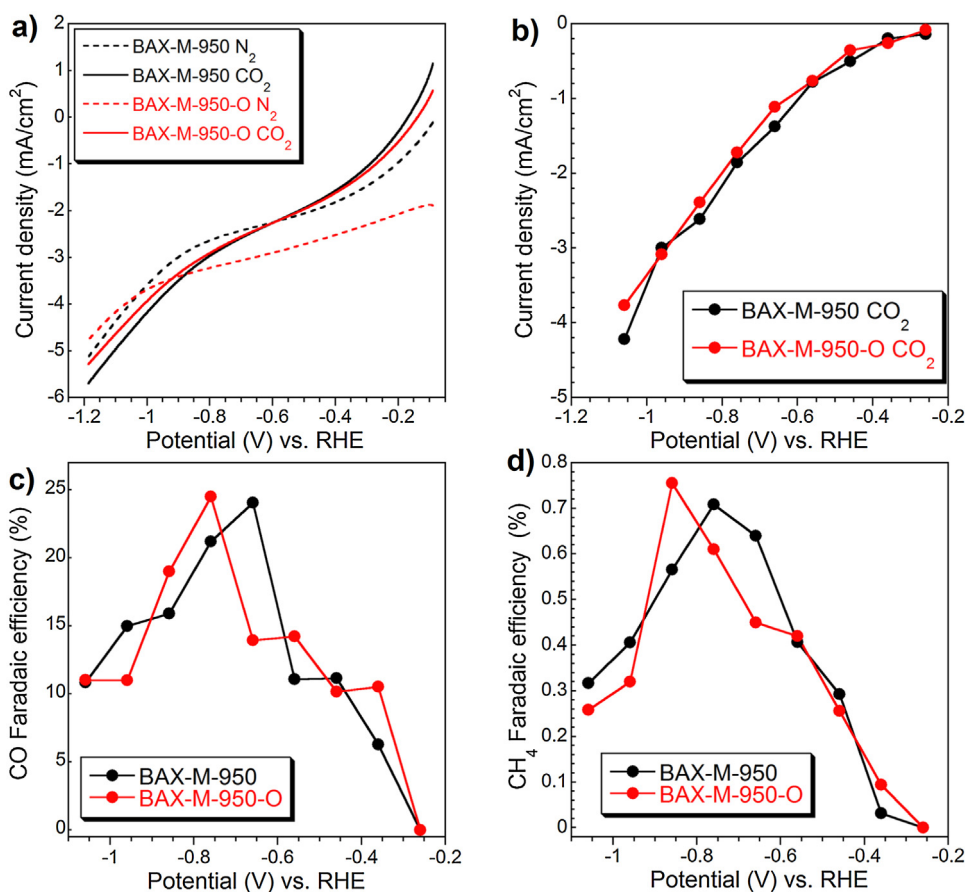 a)
BAX-M-950 N2
BAX-M-950 CO2
BAX-M-950-O N2
BAX-M-950-O CO2
Current density (mA/cm2)
2
1
0
-1
-2
-3
-4
-5
-6
-1.2 -1 -0.8 -0.6 -0.4 -0.2
Potential (V) vs. RHE
b)
BAX-M-950 CO2
BAX-M-950-O CO2
Current density (mA/cm2)
0
-1
-2
-3
-4
-5
-1.2 -1 -0.8 -0.6 -0.4 -0.2
Potential (V) vs. RHE
c)
BAX-M-950
BAX-M-950-O
CO Faradaic efficiency (%)
25
20
15
10
5
0
-1 -0.8 -0.6 -0.4 -0.2
Potential (V) vs. RHE
d)
BAX-M-950
BAX-M-950-O
CH4 Faradaic efficiency (%)
0.8
0.7
0.6
0.5
0.4
0.3
0.2
0.1
0
-1 -0.8 -0.6 -0.4 -0.2
Potential (V) vs. RHE